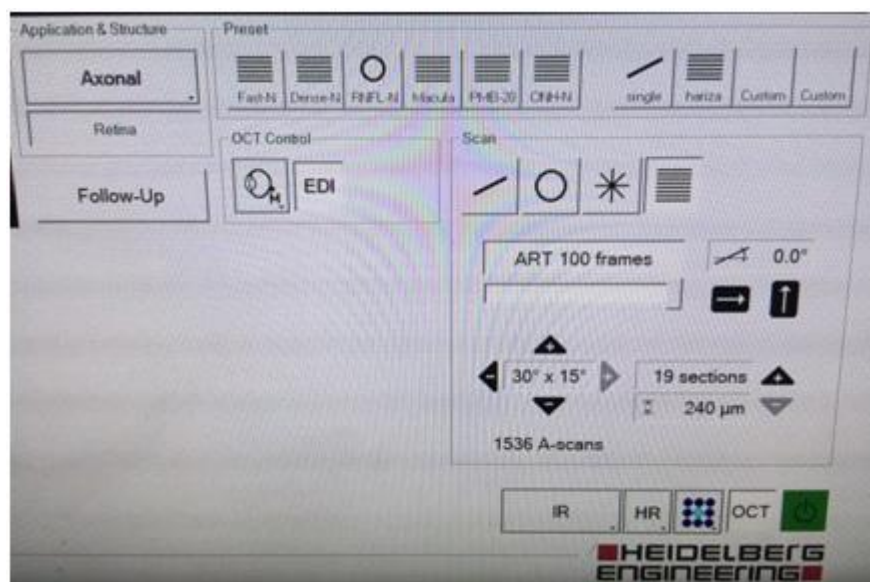 Application & Structure
Preset
Axonal
Retina
Follow-Up
Fast-N
Dense-N
RNFL-N
Macula
PMB-20
ONH-N
single
hariza
Custom
Custom
OCT Control
EDI
Scan
ART 100 frames
0.0°
30° x 15°
19 sections
240 µm
1536 A-scans
IR
HR
OCT
HEIDELBERG
ENGINEERING